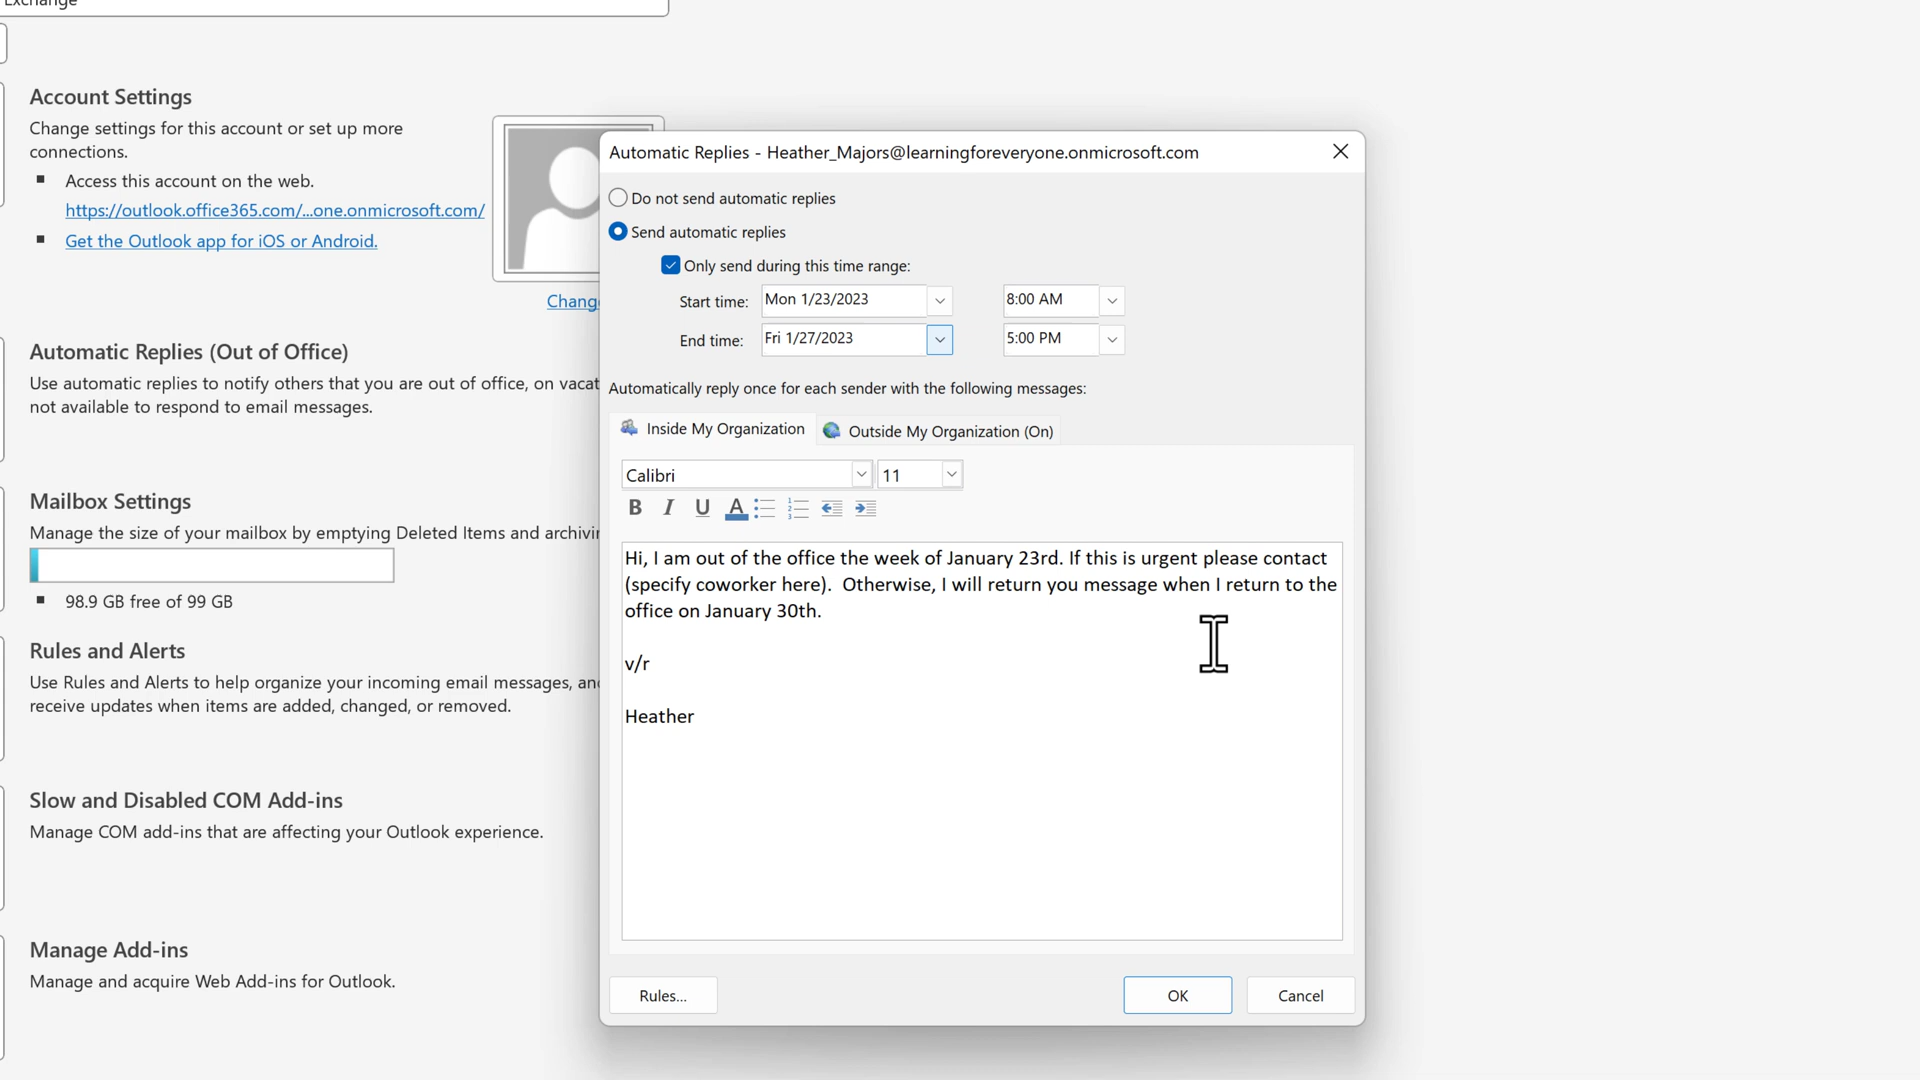 Exchange
Account Settings
Change settings for this account or set up more
connections.
Access this account on the web.
https://outlook.office365.com/...one.onmicrosoft.com/
Get the Outlook app for iOS or Android.
Automatic Replies (Out of Office)
Use automatic replies to notify others that you are out of office, on vacat
not available to respond to email messages.
Mailbox Settings
Manage the size of your mailbox by emptying Deleted Items and archivin
98.9 GB free of 99 GB
Rules and Alerts
Use Rules and Alerts to help organize your incoming email messages, and
receive updates when items are added, changed, or removed.
Slow and Disabled COM Add-ins
Manage COM add-ins that are affecting your Outlook experience.
Manage Add-ins
Manage and acquire Web Add-ins for Outlook.
Chang
Automatic Replies - Heather_Majors@learningforeveryone.onmicrosoft.com
Do not send automatic replies
Send automatic replies
Only send during this time range:
Start time: Mon 1/23/2023 8:00 AM
End time: Fri 1/27/2023 5:00 PM
Automatically reply once for each sender with the following messages:
Inside My Organization Outside My Organization (On)
Calibri 11
B I U A
Hi, I am out of the office the week of January 23rd. If this is urgent please contact
(specify coworker here).  Otherwise, I will return you message when I return to the
office on January 30th.
v/r
Heather
Rules... OK Cancel